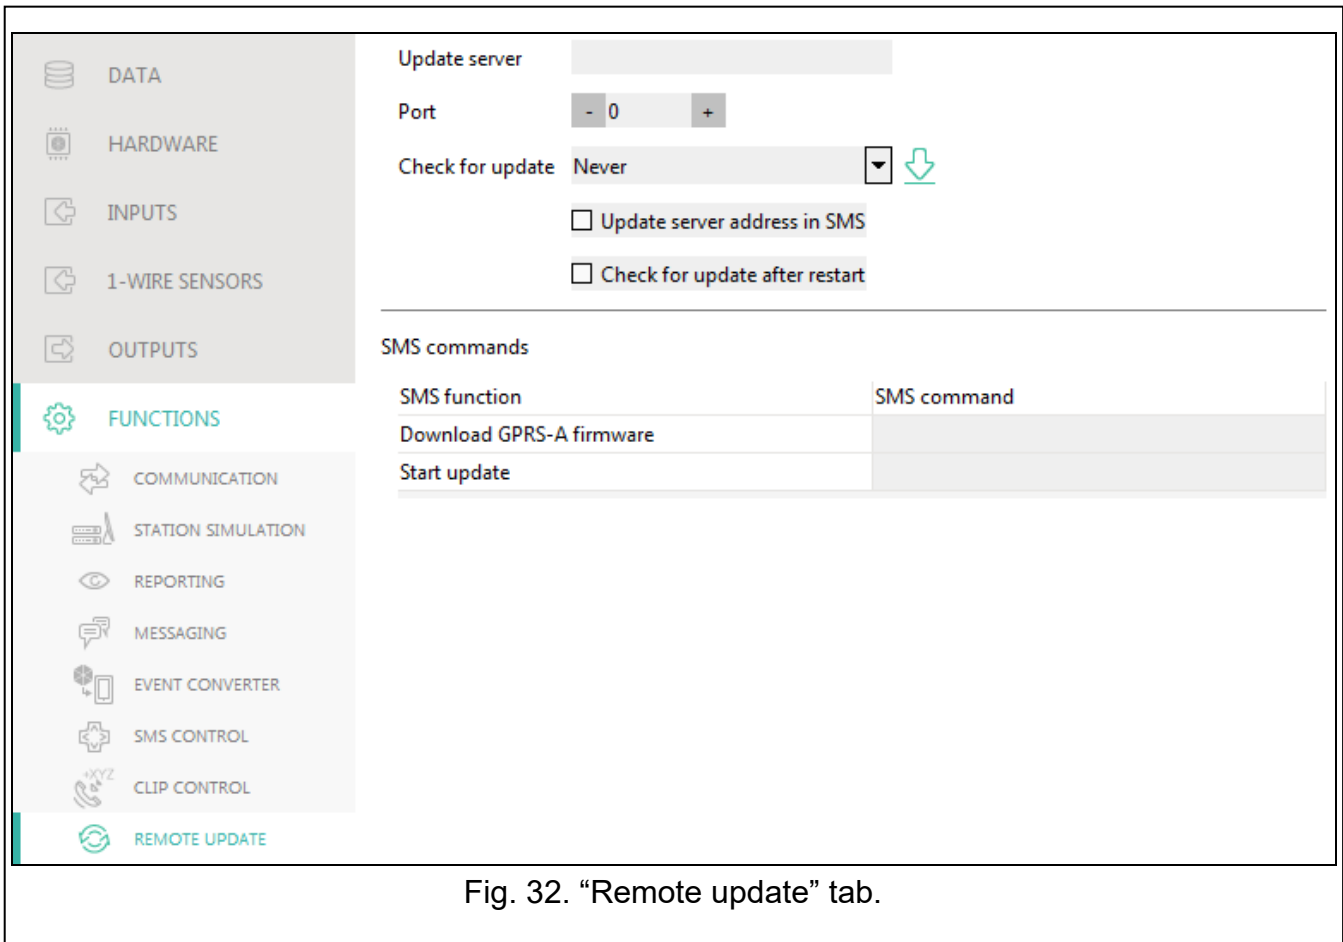 DATA
HARDWARE
INPUTS
1-WIRE SENSORS
OUTPUTS
FUNCTIONS
COMMUNICATION
STATION SIMULATION
REPORTING
MESSAGING
EVENT CONVERTER
SMS CONTROL
+XYZ
CLIP CONTROL
REMOTE UPDATE
Update server
Port - 0 +
Check for update Never
Update server address in SMS
Check for update after restart
SMS commands
SMS function SMS command
Download GPRS-A firmware
Start update
Fig. 32. “Remote update” tab.